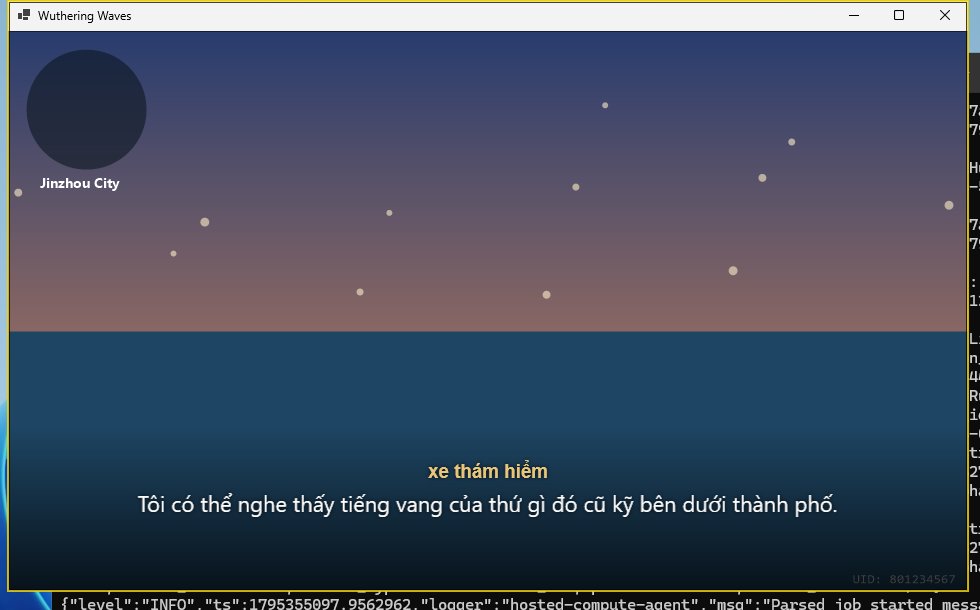 Wuthering Waves
Jinzhou City
xe thám hiểm
Tôi có thể nghe thấy tiếng vang của thứ gì đó cũ kỹ bên dưới thành phố.
UID: 801234567
{"level":"INFO","ts":1795355097.9562962,"logger":"hosted-compute-agent","msg":"Parsed job started mes